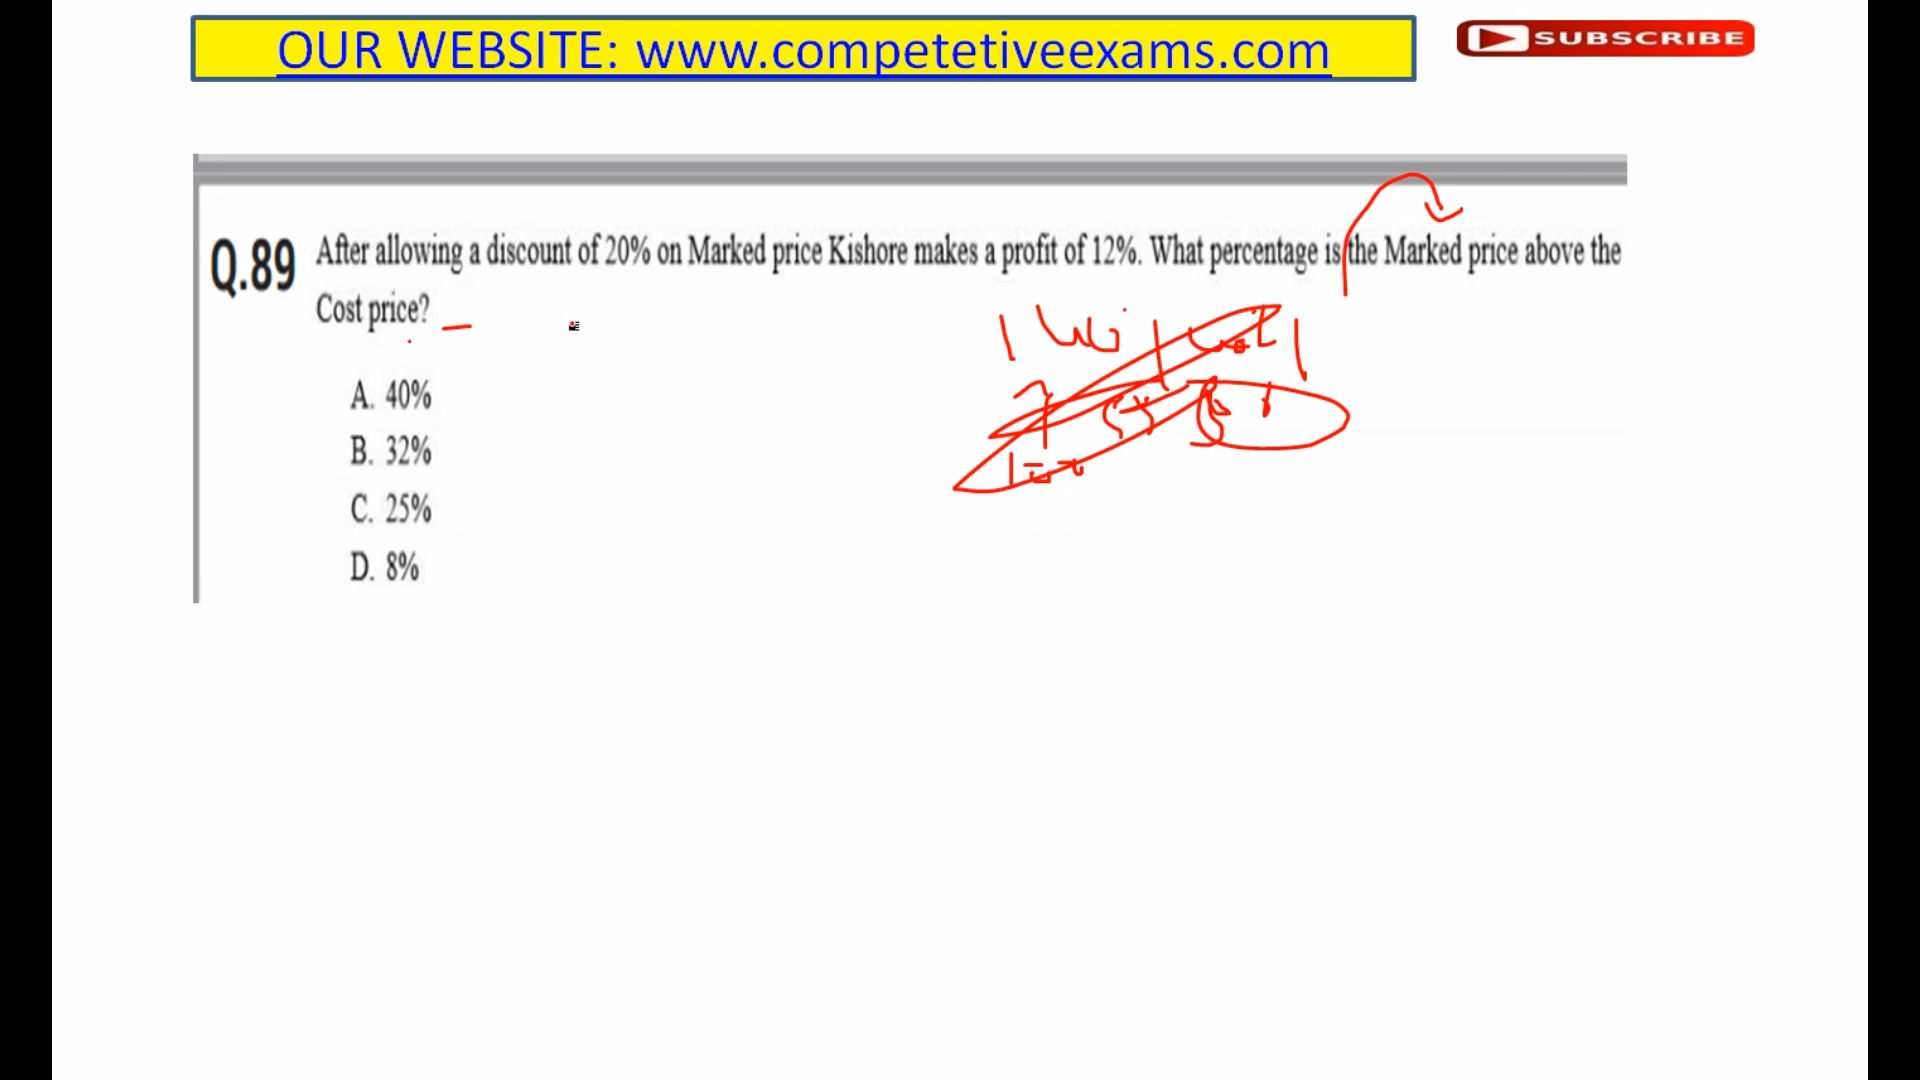 OUR WEBSITE: www.competetiveexams.com
SUBSCRIBE
Q.89 After allowing a discount of 20% on Marked price Kishore makes a profit of 12%. What percentage is the Marked price above the
Cost price?
A. 40%
B. 32%
C. 25%
D. 8%